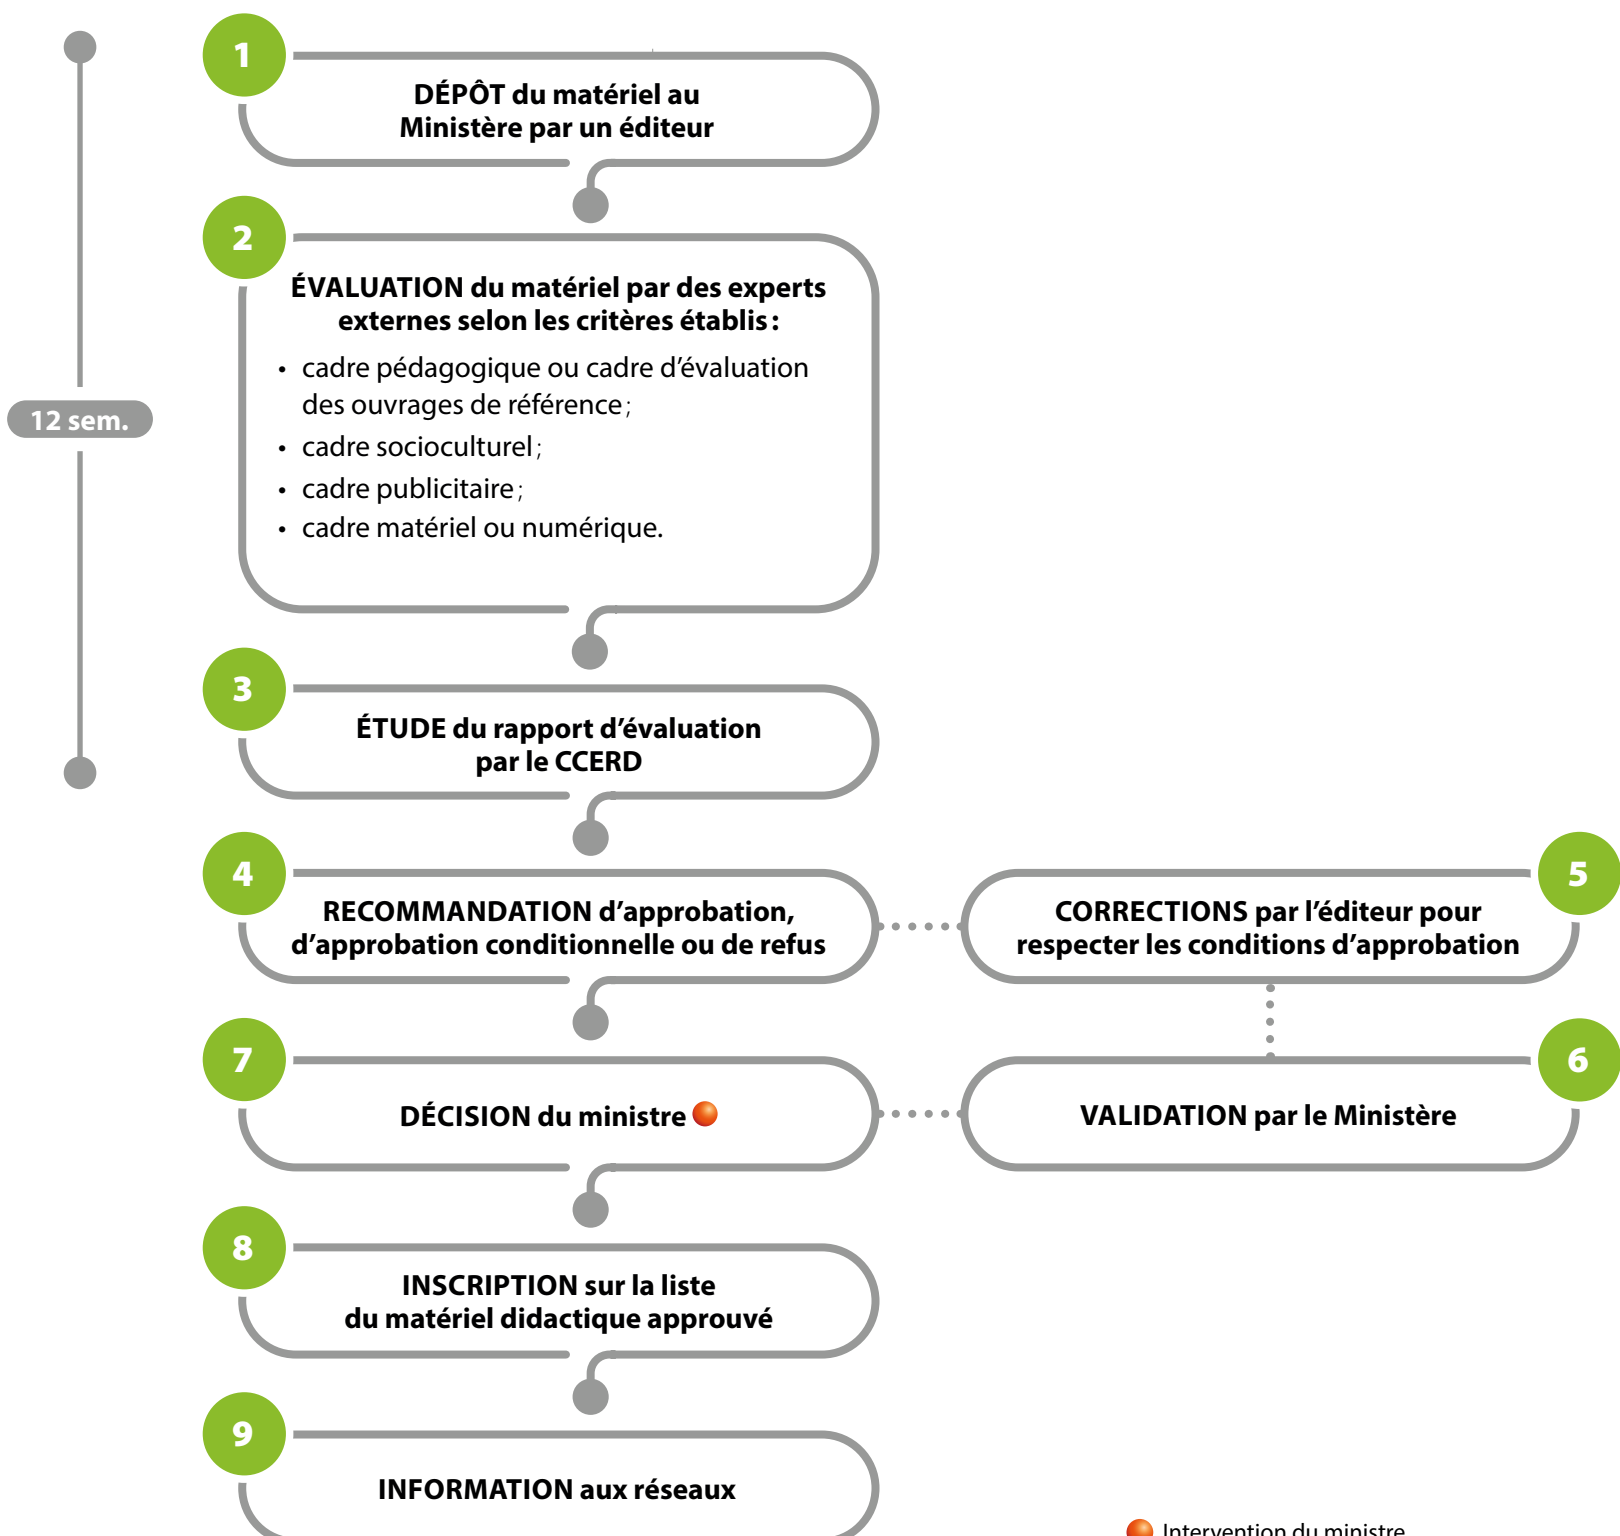 1
DÉPÔT du matériel au
Ministère par un éditeur
2
ÉVALUATION du matériel par des experts
externes selon les critères établis :
• cadre pédagogique ou cadre d'évaluation
des ouvrages de référence ;
• cadre socioculturel ;
• cadre publicitaire ;
• cadre matériel ou numérique.
12 sem.
3
ÉTUDE du rapport d'évaluation
par le CCERD
4
RECOMMANDATION d'approbation,
d'approbation conditionnelle ou de refus
5
CORRECTIONS par l'éditeur pour
respecter les conditions d'approbation
7
DÉCISION du ministre
6
VALIDATION par le Ministère
8
INSCRIPTION sur la liste
du matériel didactique approuvé
9
INFORMATION aux réseaux
Intervention du ministre